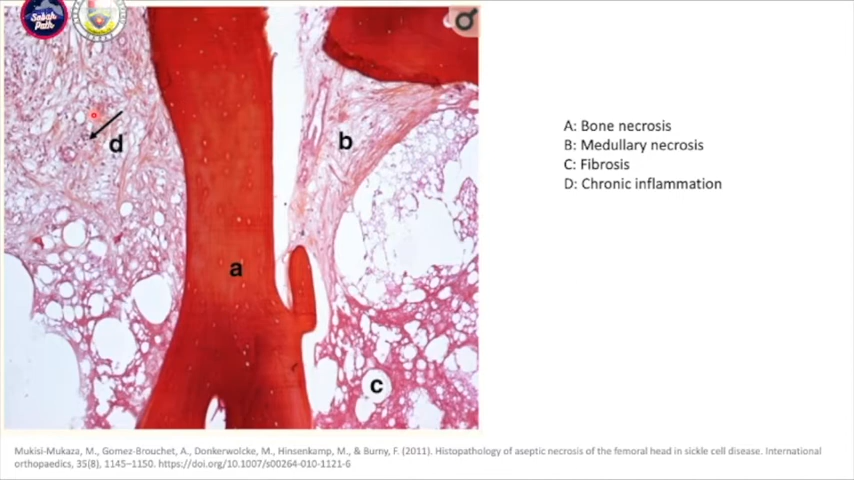 Sabah
Path
d
b
a
c
A: Bone necrosis
B: Medullary necrosis
C: Fibrosis
D: Chronic inflammation
Mukisi-Mukaza, M., Gomez-Brouchet, A., Donkerwolcke, M., Hinsenkamp, M., & Burny, F. (2011). Histopathology of aseptic necrosis of the femoral head in sickle cell disease. International
orthopaedics, 35(8), 1145–1150. https://doi.org/10.1007/s00264-010-1121-6